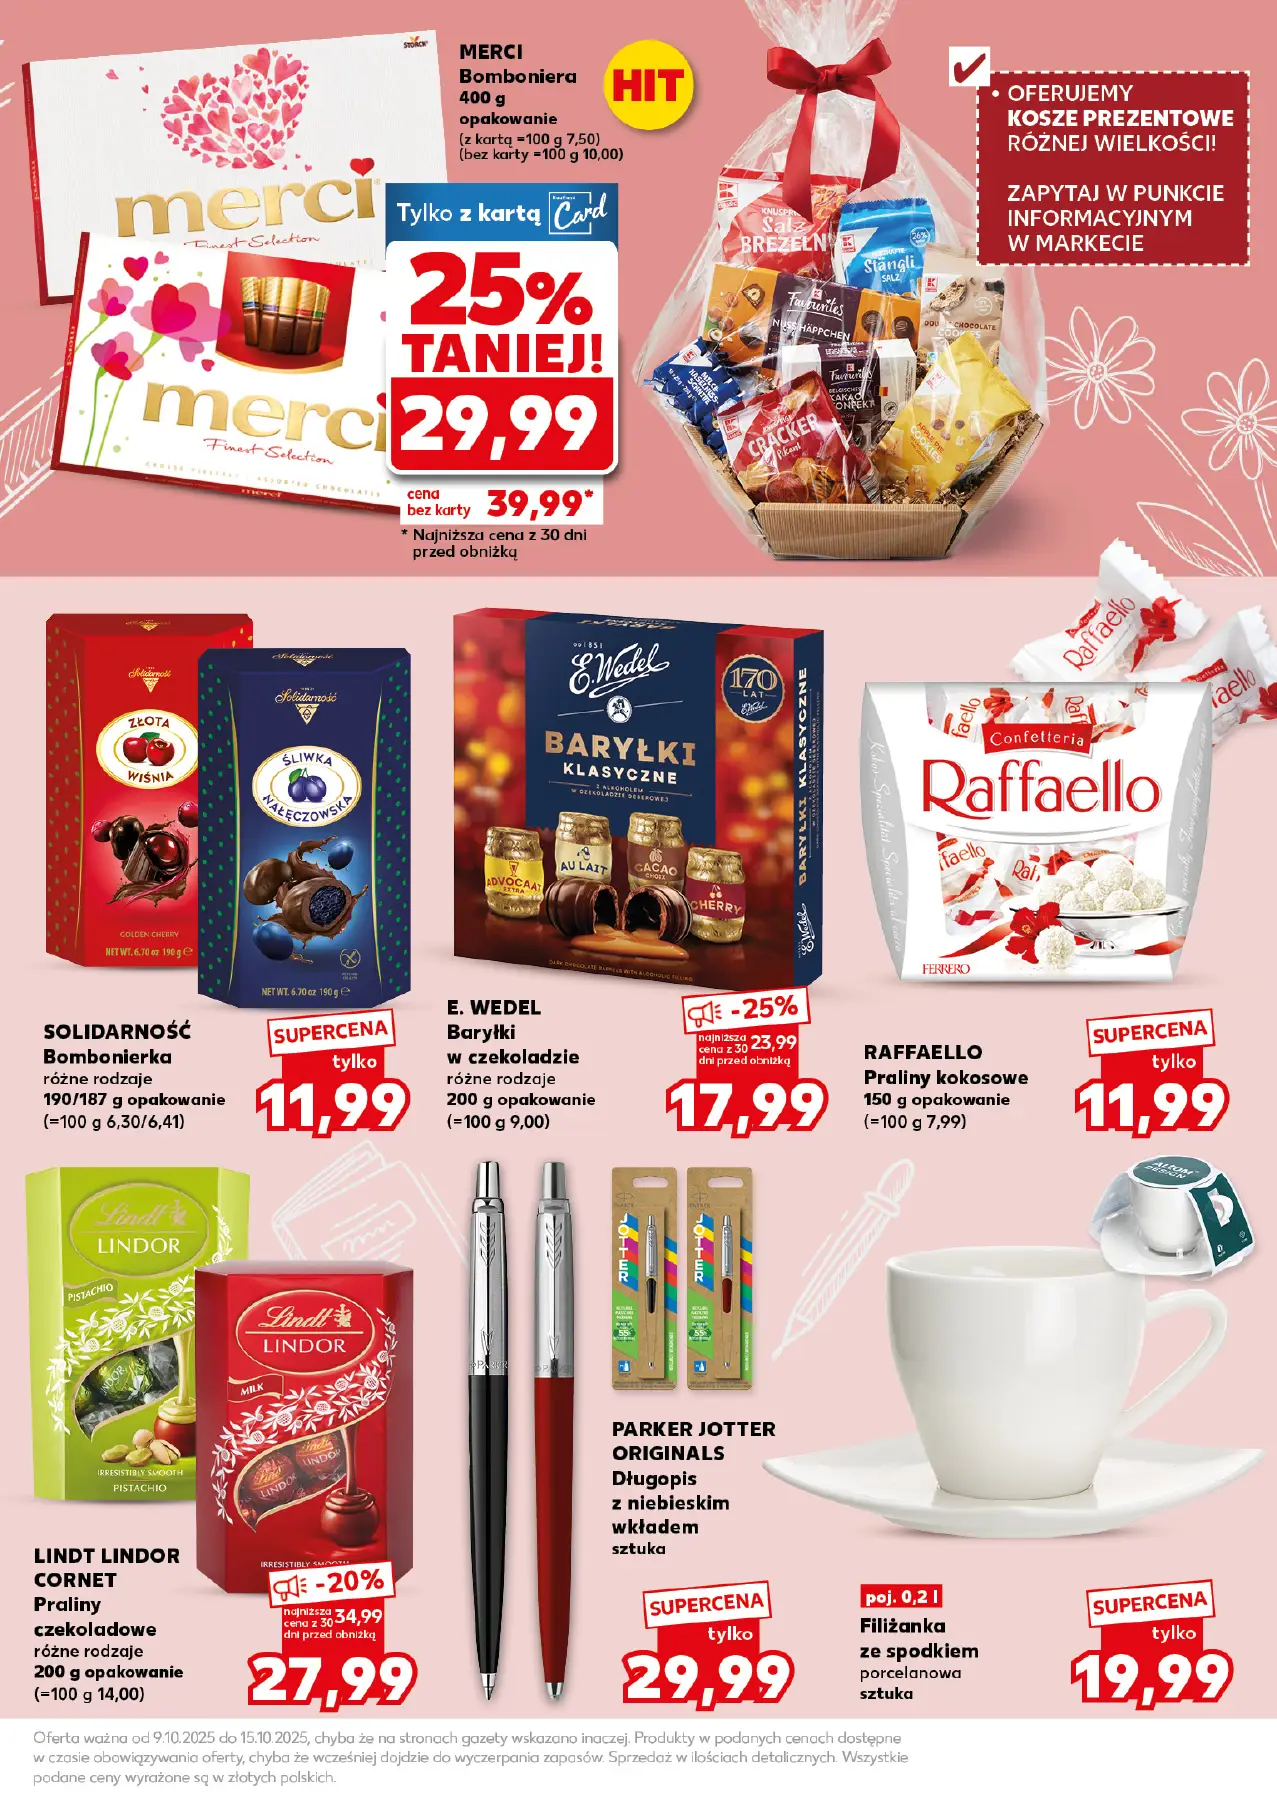 STORCK
merci
Finest Selection
merci
Finest Selection
merci
MERCI
Bomboniera
400 g
opakowanie
(z kartą =100 g 7,50)
(bez karty =100 g 10,00)
HIT
Tylko z kartą
Card
25%
TANIEJ!
29,99
cena
bez karty
39,99*
* Najniższa cena z 30 dni
przed obniżką
• OFERUJEMY
KOSZE PREZENTOWE
RÓŻNEJ WIELKOŚCI!
ZAPYTAJ W PUNKCIE
INFORMACYJNYM
W MARKECIE
Salz
BREZELN
Stangli
SALZ
Favourites
NUSS HÄPPCHEN
Favourites
CRACKER
Solidarność
ZŁOTA
WIŚNIA
GOLDEN CHERRY
NET WT. 6.70 oz 190 g e
Solidarność
ŚLIWKA
NAŁĘCZOWSKA
NET WT. 6.70 oz 190 g e
SOLIDARNOŚĆ
Bombonierka
różne rodzaje
190/187 g opakowanie
(=100 g 6,30/6,41)
SUPERCENA
tylko
11,99
1851
E. Wedel
170
LAT
E. Wedel
BARYŁKI
KLASYCZNE
Z ALKOHOLEM
W CZEKOLADZIE DESEROWEJ
BARYŁKI KLASYCZNE
ADVOCAAT
EXTRA
AU LAIT
CACAO
CHOIX
CHERRY
E. Wedel
DARK CHOCOLATE BARRELS WITH ALCOHOLIC FILLING
E. WEDEL
Baryłki
w czekoladzie
różne rodzaje
200 g opakowanie
(=100 g 9,00)
-25%
najniższa
cena z 30 23,99
dni przed obniżką
17,99
Raffaello
Confetteria
Raffaello
FERRERO
RAFFAELLO
Praliny kokosowe
150 g opakowanie
(=100 g 7,99)
SUPERCENA
tylko
11,99
Lindt
LINDOR
PISTACHIO
IRRESISTIBLY SMOOTH
PISTACHIO
Lindt
LINDOR
MILK
IRRESISTIBLY SMOOTH
LINDT LINDOR
CORNET
Praliny
czekoladowe
różne rodzaje
200 g opakowanie
(=100 g 14,00)
-20%
najniższa
cena z 30 34,99
dni przed obniżką
27,99
PARKER
PARKER
JOTTER
JOTTER
PARKER JOTTER
ORIGINALS
Długopis
z niebieskim
wkładem
sztuka
SUPERCENA
tylko
29,99
ALTOM
DESIGN
poj. 0,2 l
Filiżanka
ze spodkiem
porcelanowa
sztuka
SUPERCENA
tylko
19,99
Oferta ważna od 9.10.2025 do 15.10.2025, chyba że na stronach gazety wskazano inaczej. Produkty w podanych cenach dostępne
w czasie obowiązywania oferty, chyba że wcześniej dojdzie do wyczerpania zapasów. Sprzedaż w ilościach detalicznych. Wszystkie
podane ceny wyrażone są w złotych polskich.